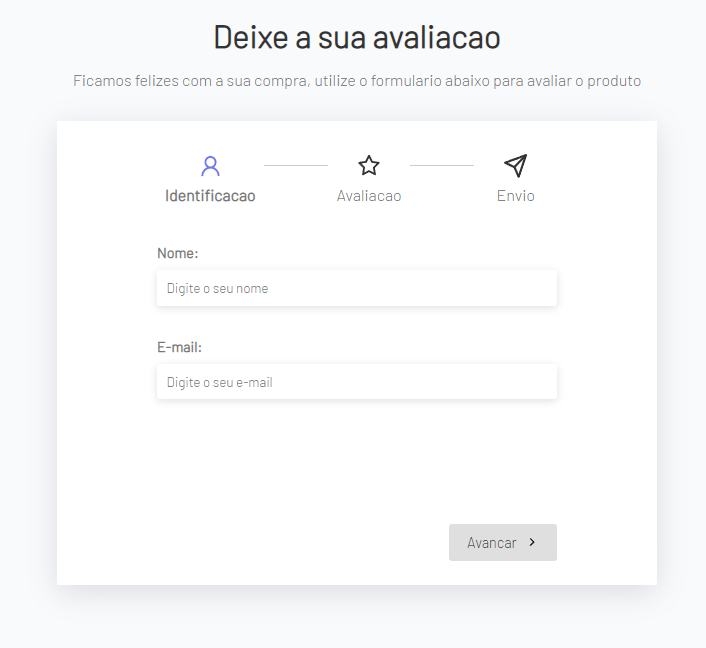 Deixe a sua avaliacao
Ficamos felizes com a sua compra, utilize o formulario abaixo para avaliar o produto
Identificacao
Avaliacao
Envio
Nome:
Digite o seu nome
E-mail:
Digite o seu e-mail
Avancar